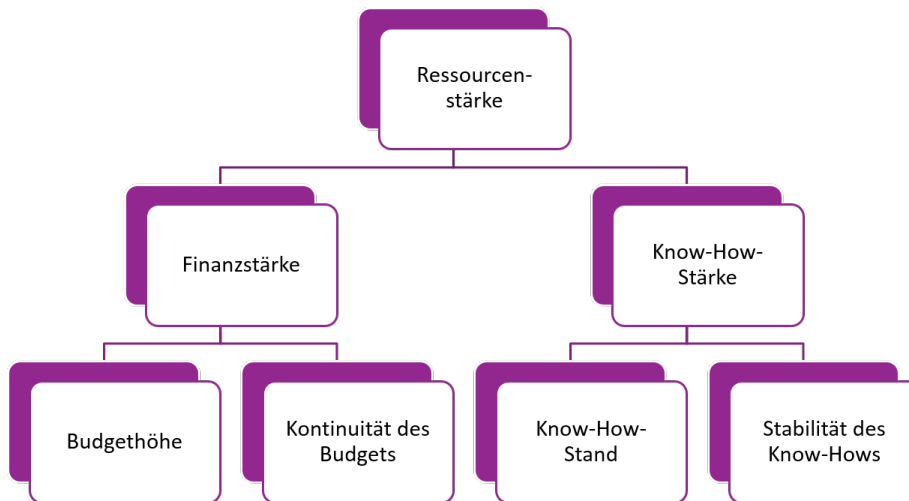 Ressourcen-
stärke
Finanzstärke
Know-How-
Stärke
Budgethöhe
Kontinuität des
Budgets
Know-How-
Stand
Stabilität des
Know-Hows